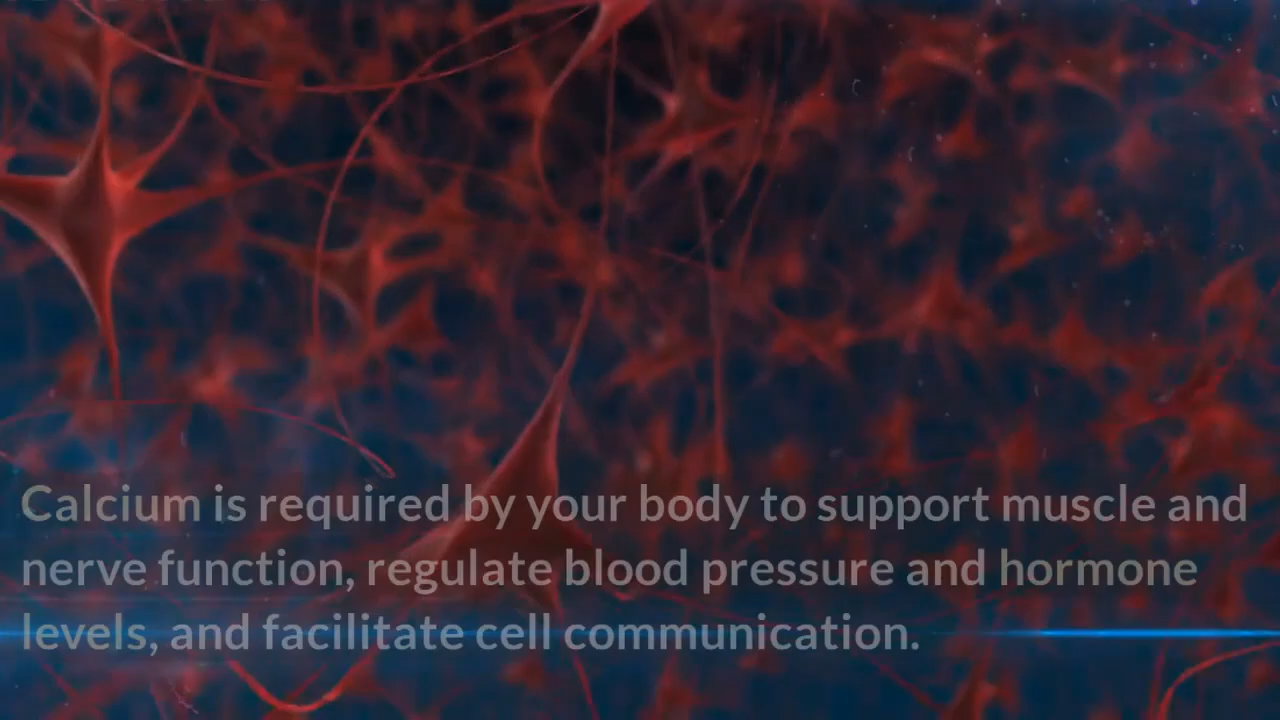 Calcium is required by your body to support muscle and
nerve function, regulate blood pressure and hormone
levels, and facilitate cell communication.